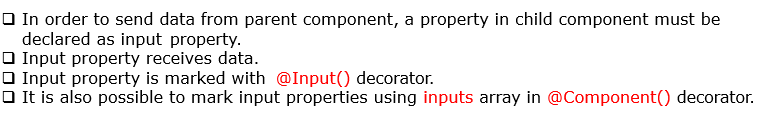 ❑ In order to send data from parent component, a property in child component must be
declared as input property.
❑ Input property receives data.
❑ Input property is marked with @Input() decorator.
❑ It is also possible to mark input properties using inputs array in @Component() decorator.